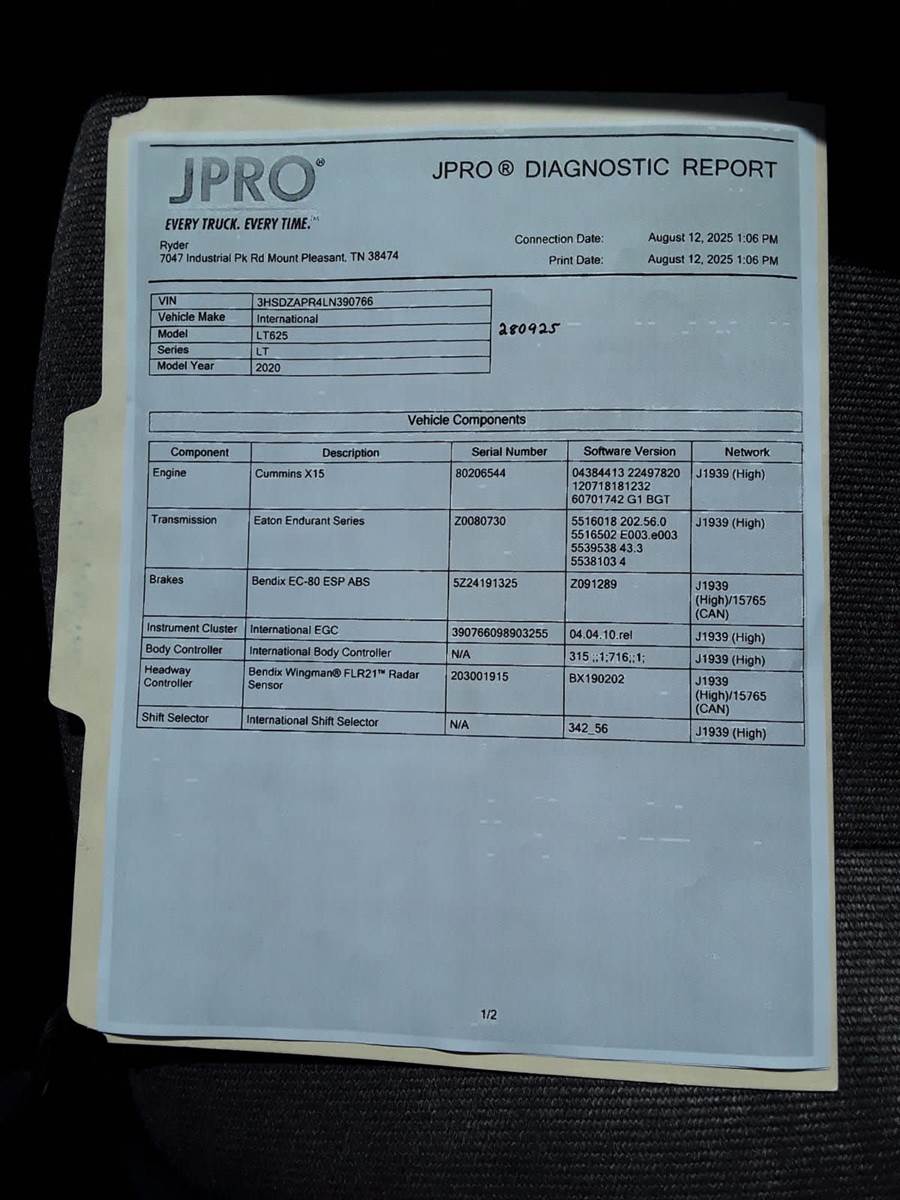 JPRO®
JPRO® DIAGNOSTIC REPORT
EVERY TRUCK. EVERY TIME.™
Ryder
7047 Industrial Pk Rd Mount Pleasant, TN 38474
Connection Date: August 12, 2025 1:06 PM
Print Date: August 12, 2025 1:06 PM
VIN 3HSDZAPR4LN390766
Vehicle Make International
Model LT625
Series LT
Model Year 2020
280925
Vehicle Components
Component Description Serial Number Software Version Network
Engine Cummins X15 80206544 04384413 22497820 J1939 (High)
120718181232
60701742 G1 BGT
Transmission Eaton Endurant Series Z0080730 5516018 202.56.0 J1939 (High)
5516502 E003.e003
5539538 43.3
5538103 4
Brakes Bendix EC-80 ESP ABS 5Z24191325 Z091289 J1939
(High)/15765
(CAN)
Instrument Cluster International EGC 390766098903255 04.04.10.rel J1939 (High)
Body Controller International Body Controller N/A 315 ,;1;716,;1; J1939 (High)
Headway Bendix Wingman® FLR21™ Radar 203001915 BX190202 J1939
Controller Sensor (High)/15765
(CAN)
Shift Selector International Shift Selector N/A 342_56 J1939 (High)
1/2